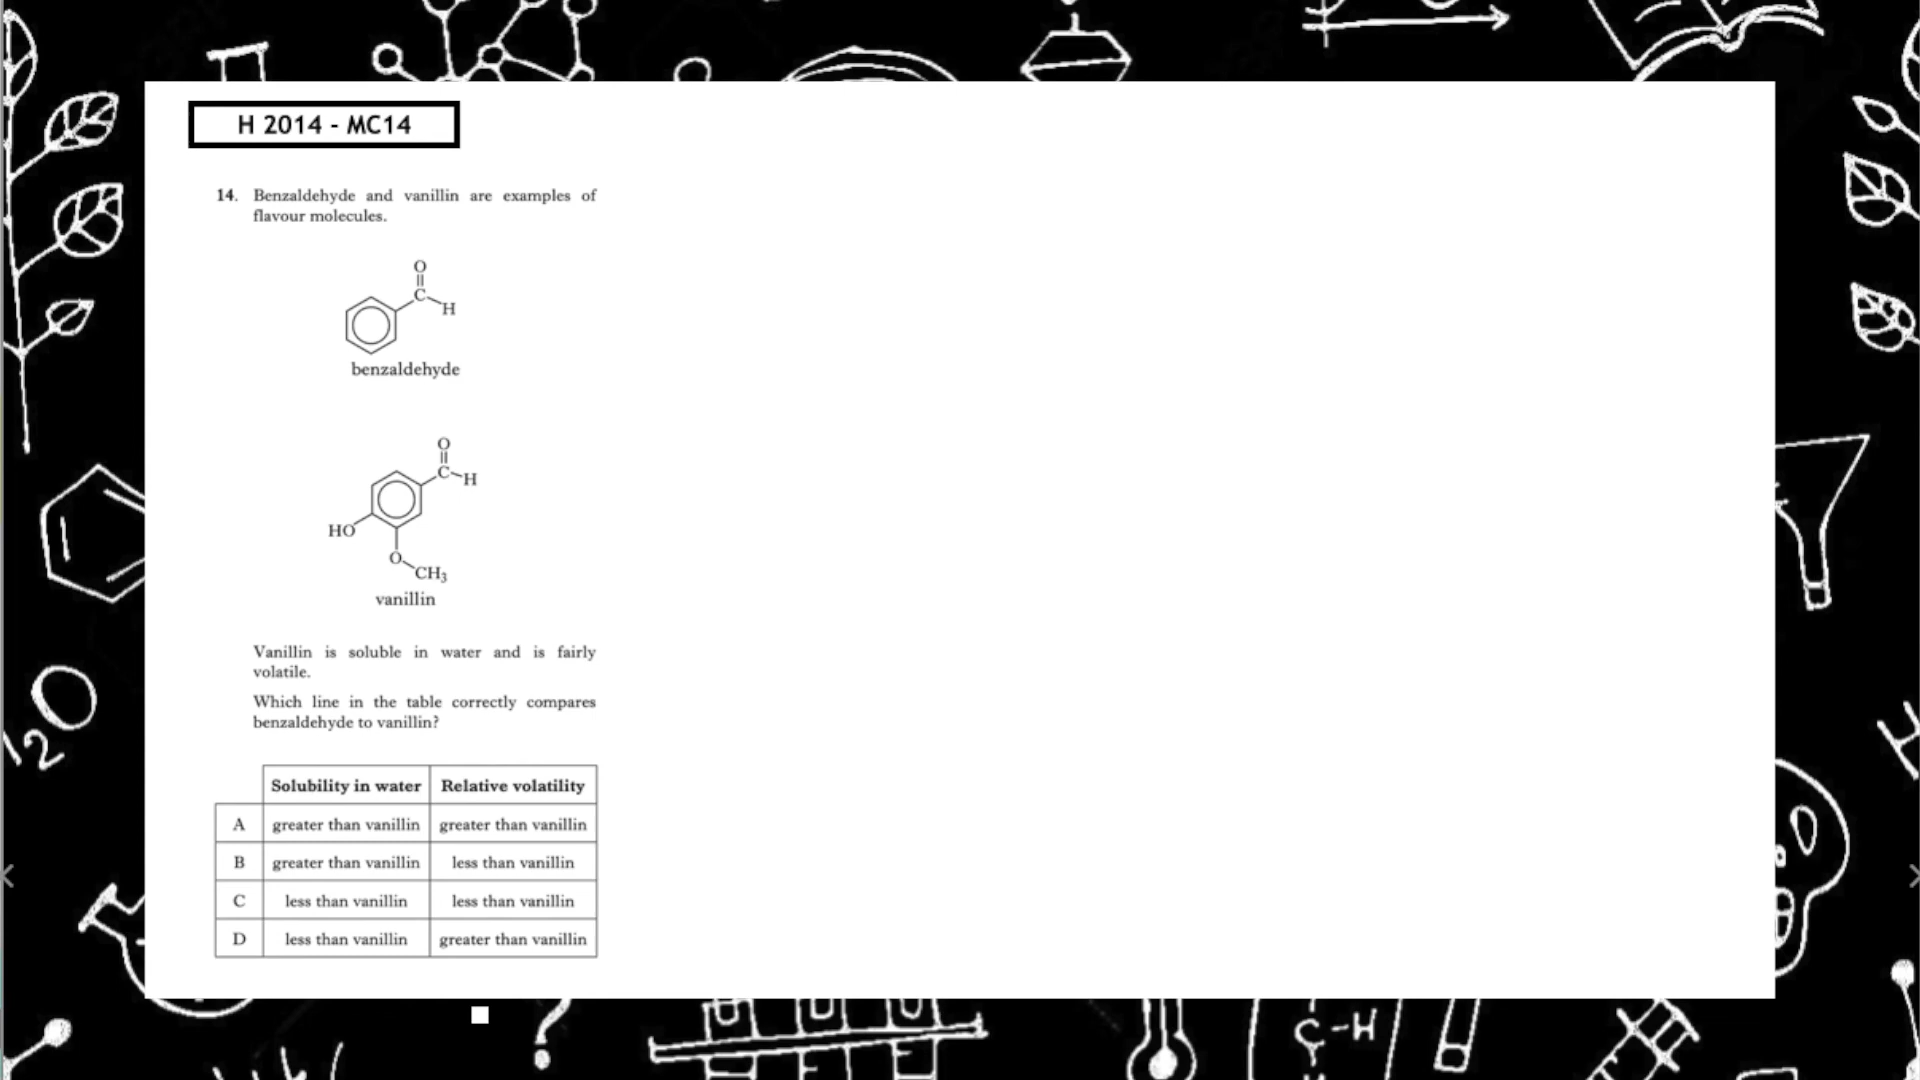 H 2014 - MC14
14. Benzaldehyde and vanillin are examples of
flavour molecules.
O
C
H
benzaldehyde
O
C
H
HO
O
CH₃
vanillin
Vanillin is soluble in water and is fairly
volatile.
Which line in the table correctly compares
benzaldehyde to vanillin?
Solubility in water Relative volatility
A greater than vanillin greater than vanillin
B greater than vanillin less than vanillin
C less than vanillin less than vanillin
D less than vanillin greater than vanillin
H₂O
H
?
C-H